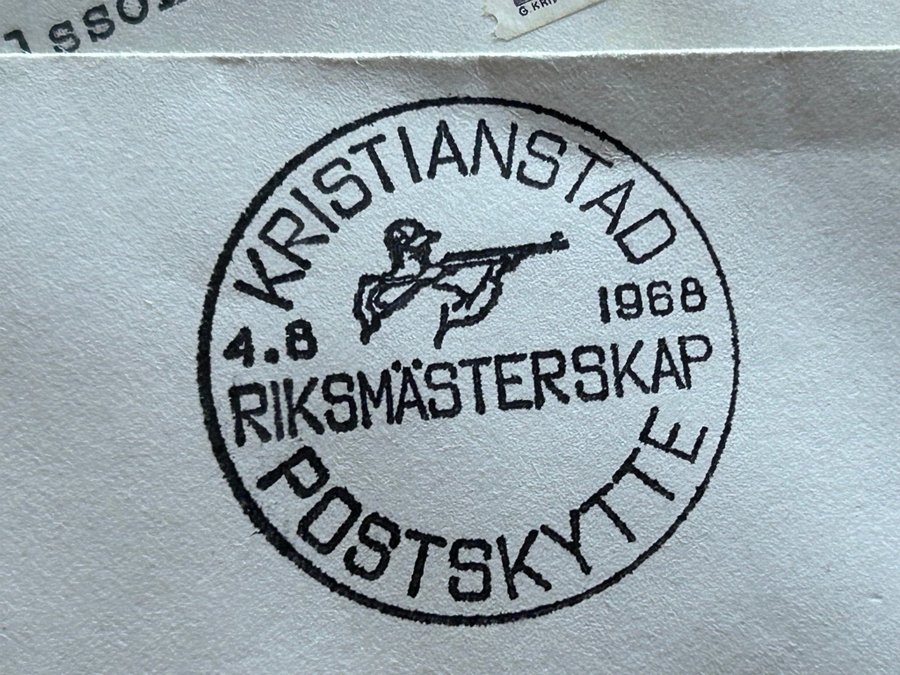 KRISTIANSTAD
4.8 1968
RIKSMÄSTERSKAP
POSTSKYTTE